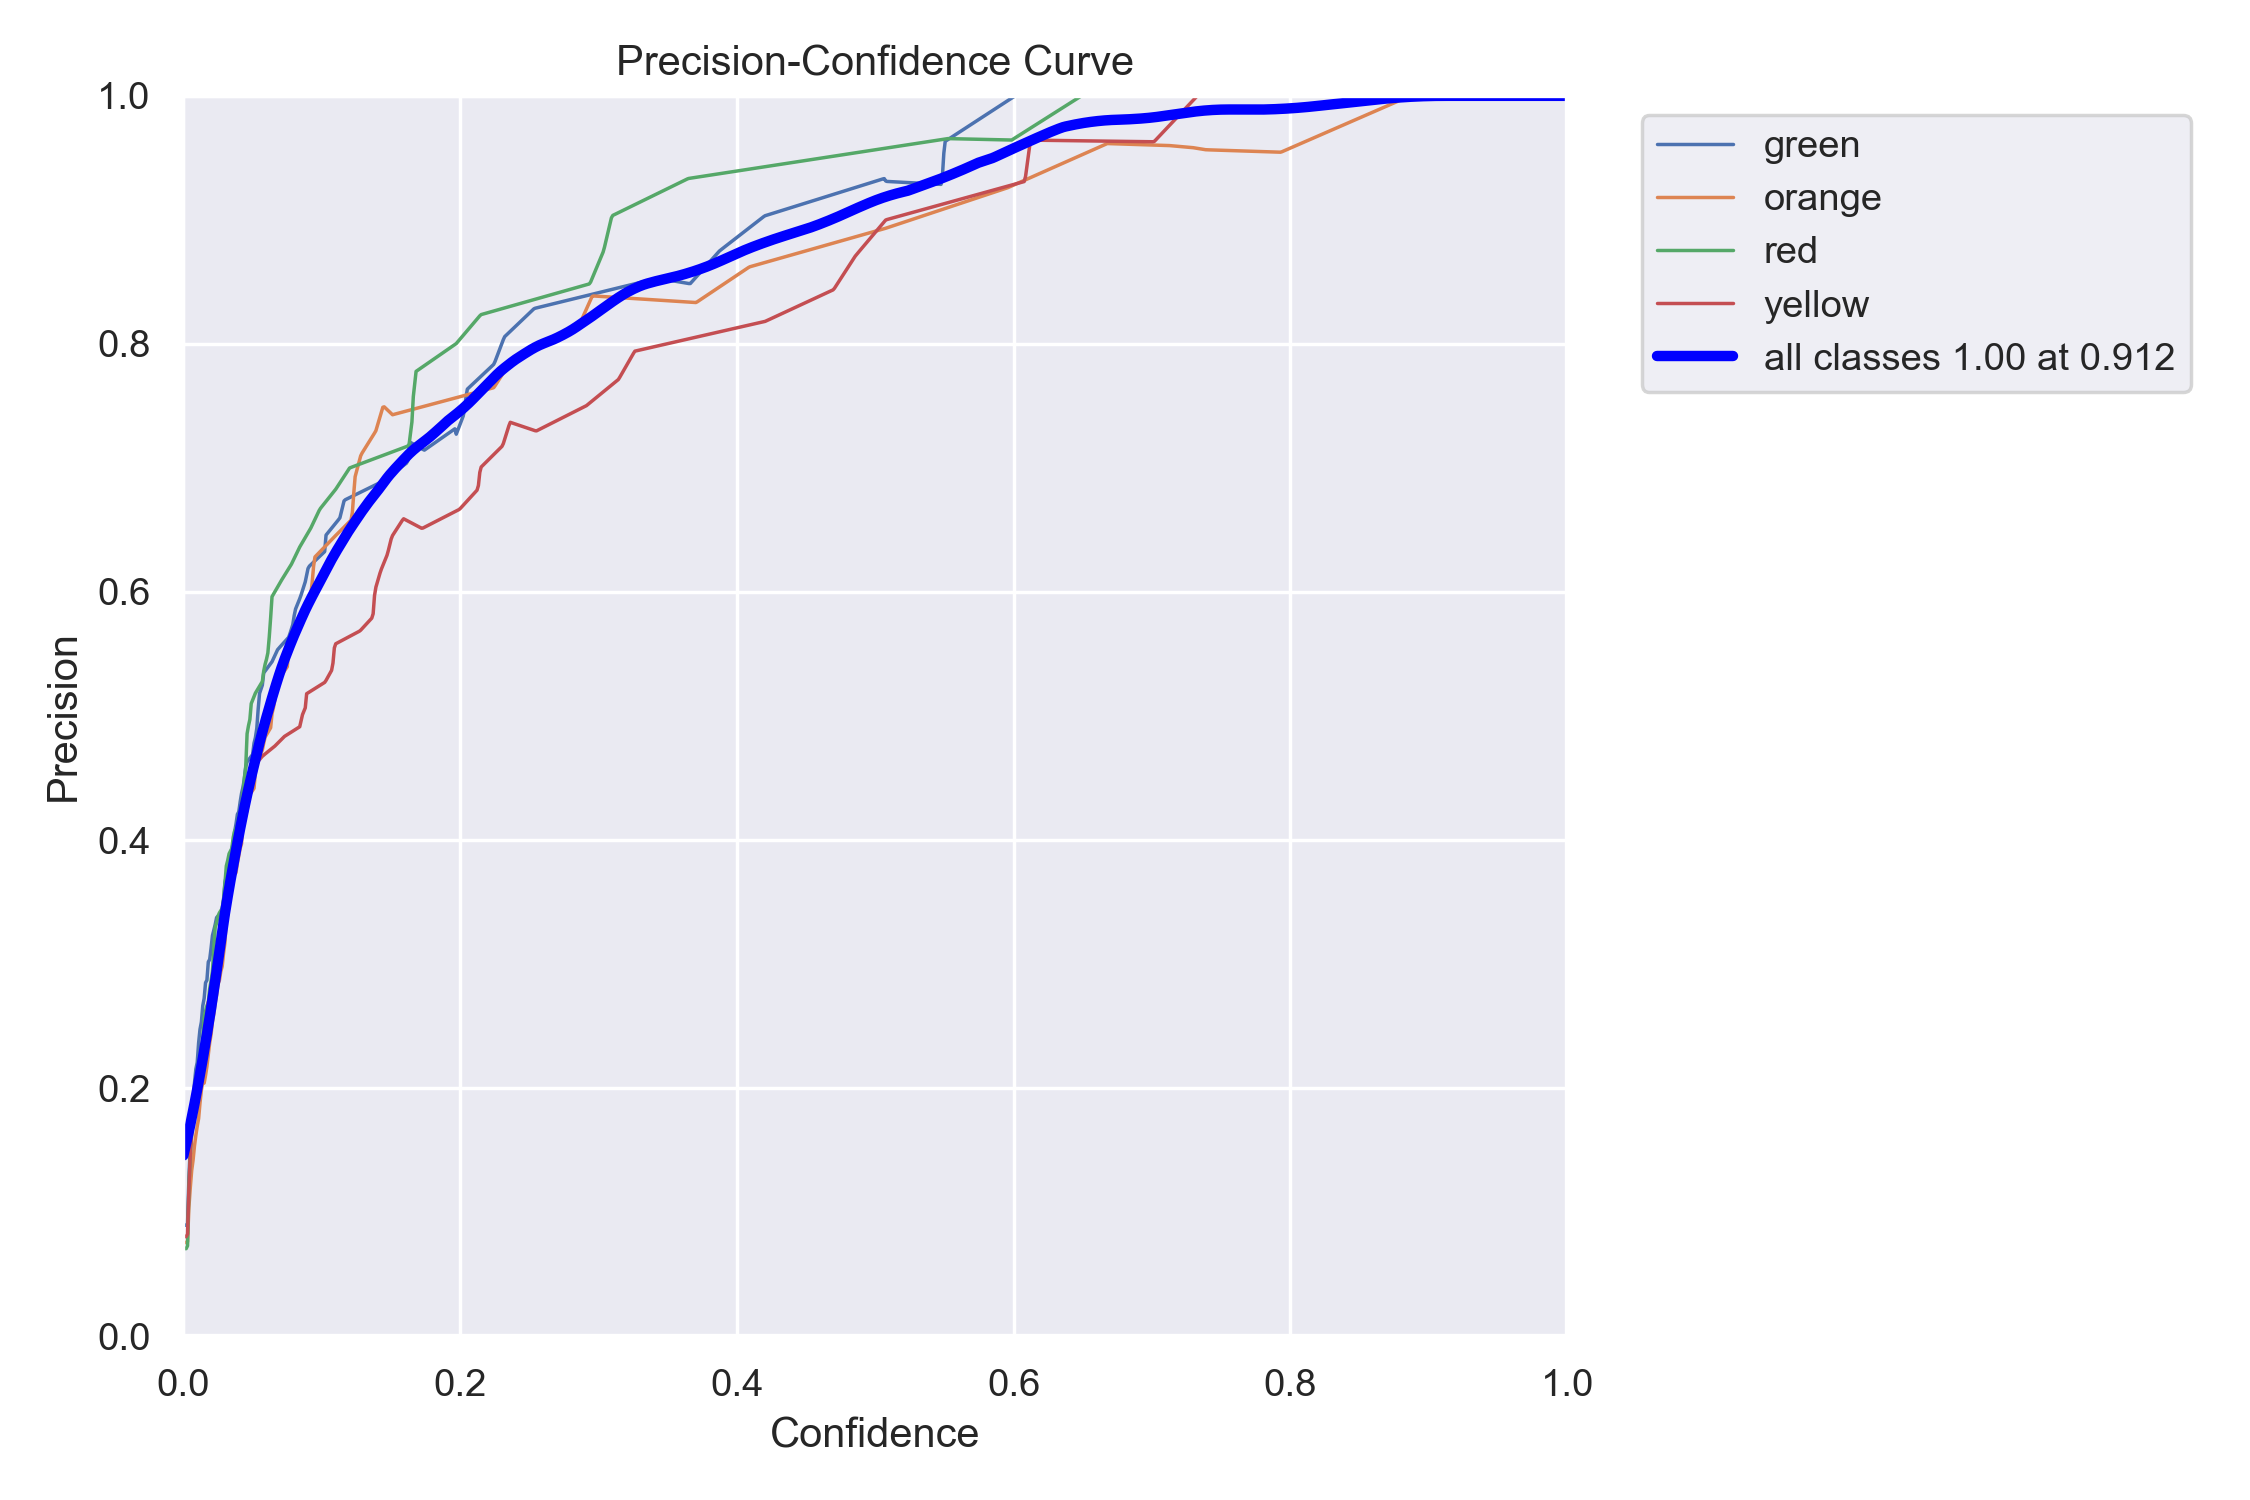 Precision-Confidence Curve
1.0
0.8
0.6
0.4
0.2
0.0
Precision
0.0 0.2 0.4 0.6 0.8 1.0
Confidence
green
orange
red
yellow
all classes 1.00 at 0.912